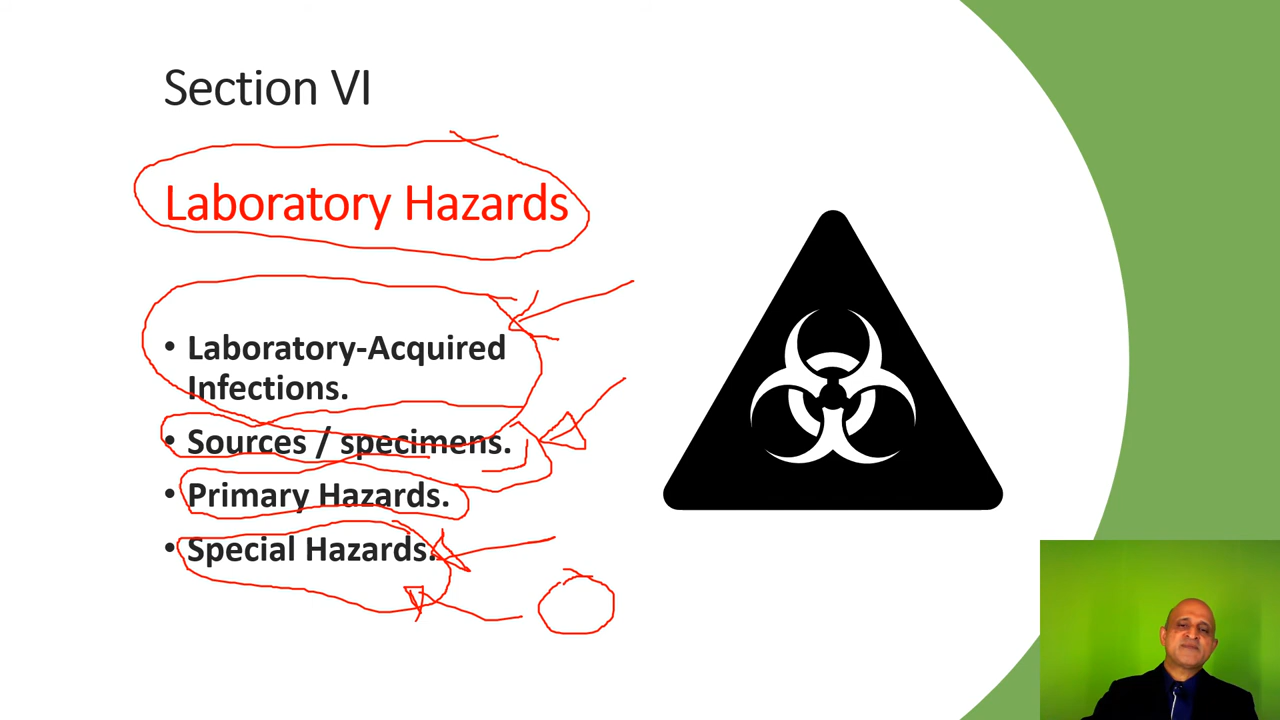 Section VI
Laboratory Hazards
• Laboratory-Acquired
Infections.
• Sources / specimens.
• Primary Hazards.
• Special Hazards.